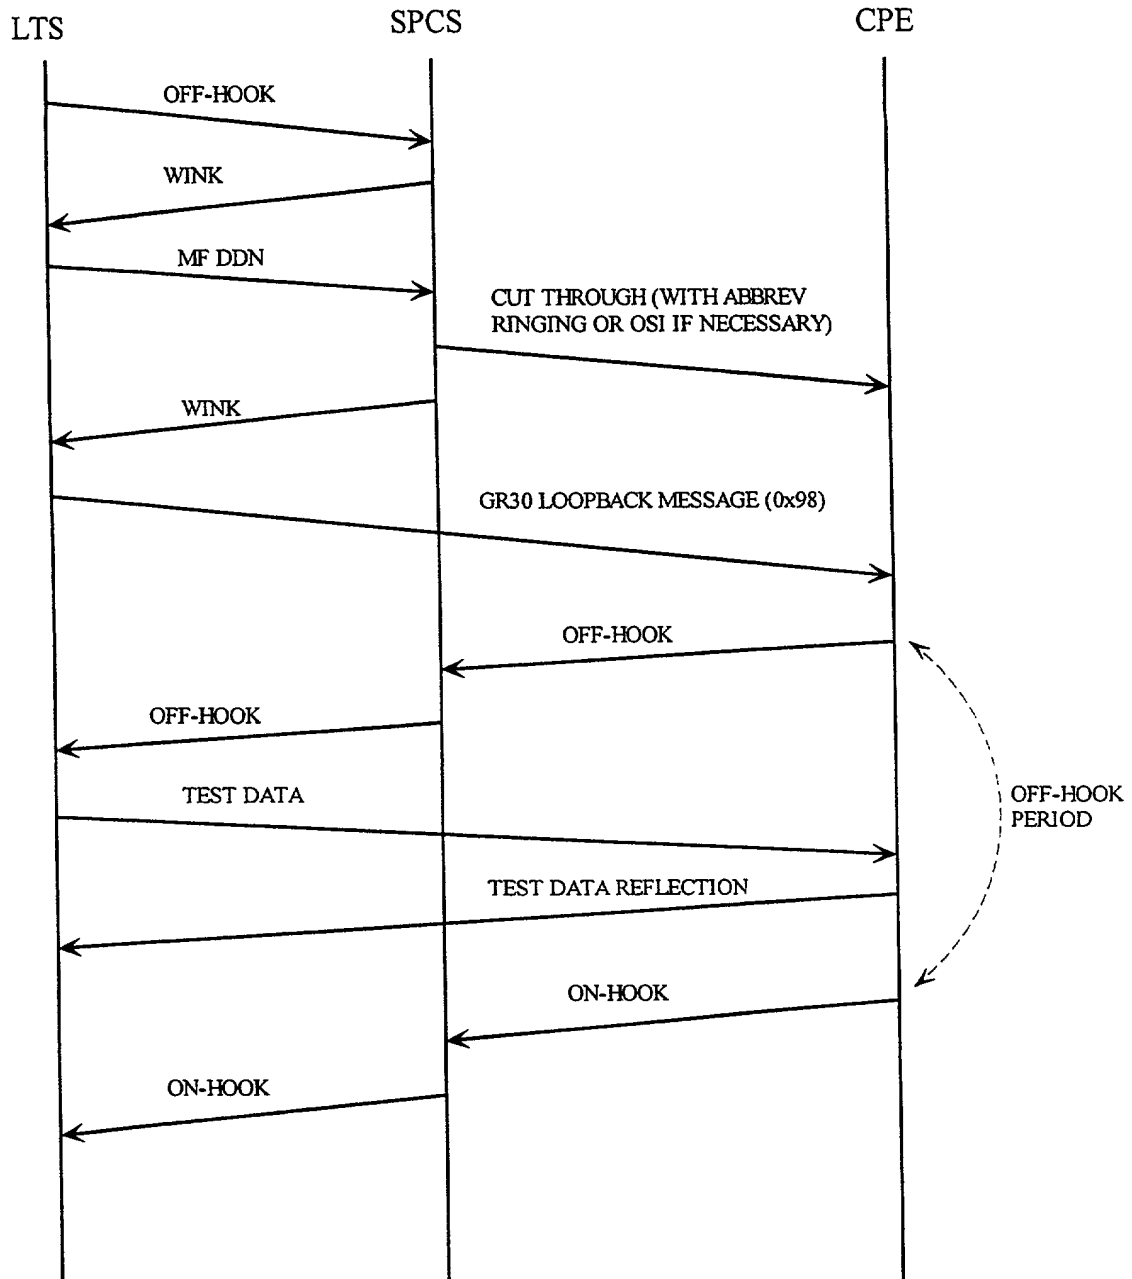 LTS
SPCS
CPE
OFF-HOOK
WINK
MF DDN
CUT THROUGH (WITH ABBREV
RINGING OR OSI IF NECESSARY)
WINK
GR30 LOOPBACK MESSAGE (0x98)
OFF-HOOK
OFF-HOOK
TEST DATA
OFF-HOOK
PERIOD
TEST DATA REFLECTION
ON-HOOK
ON-HOOK